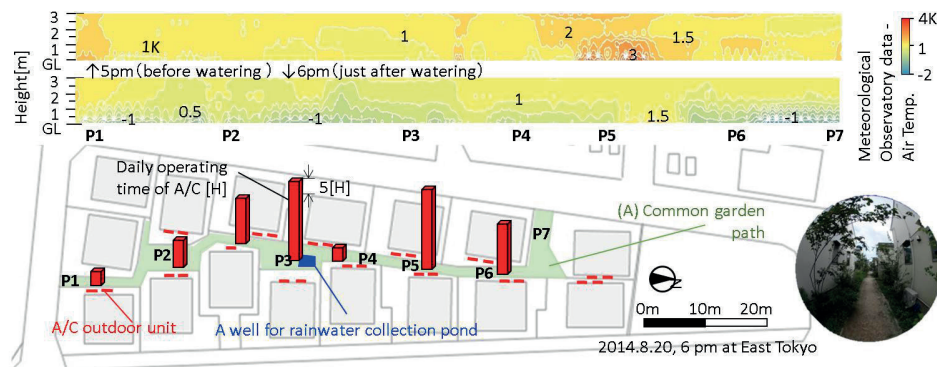 3
2
1
GL
1K
1
2
3
1.5
↑5pm (before watering) ↓6pm (just after watering)
3
2
1
GL
-1
0.5
-1
1
1.5
-1
Height[m]
P1 P2 P3 P4 P5 P6 P7
4K
-2
Meteorological
Observatory data -
Air Temp.
Daily operating
time of A/C [H]
5[H]
(A) Common garden
path
P1
P2
P3
P4
P5
P6
P7
A/C outdoor unit
A well for rainwater collection pond
N
0m 10m 20m
2014.8.20, 6 pm at East Tokyo